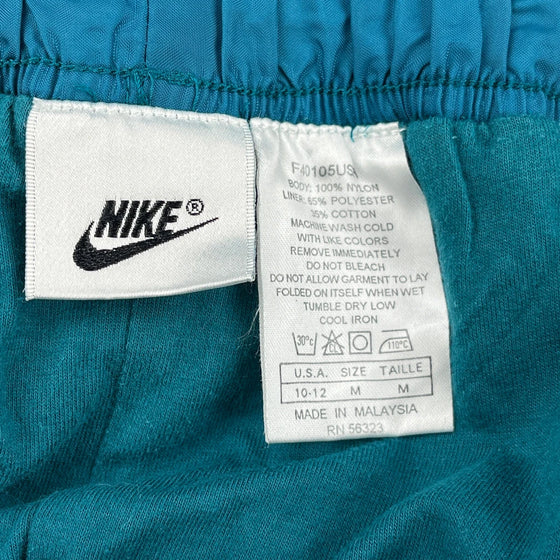 NIKE®
F40105USA
BODY: 100% NYLON
LINER: 65% POLYESTER
35% COTTON
MACHINE WASH COLD
WITH LIKE COLORS
REMOVE IMMEDIATELY
DO NOT BLEACH
DO NOT ALLOW GARMENT TO LAY
FOLDED ON ITSELF WHEN WET
TUMBLE DRY LOW
COOL IRON
30°c CL 110°C
U.S.A. SIZE TAILLE
10-12 M M
MADE IN MALAYSIA
RN 56323